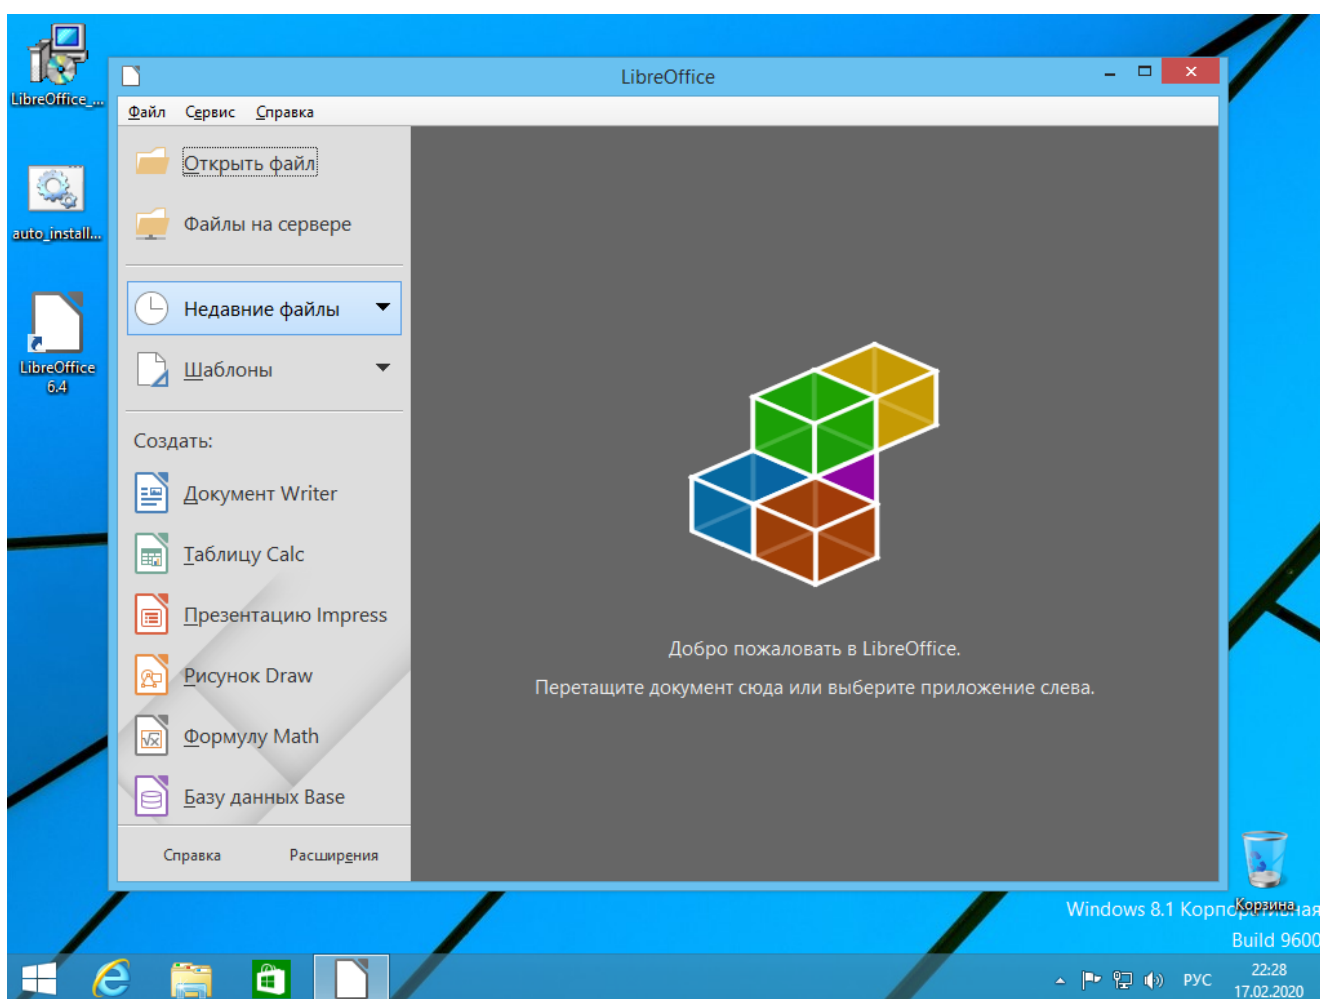 LibreOffice_...
auto_install...
LibreOffice
6.4
LibreOffice
Файл Сервис Справка
Открыть файл
Файлы на сервере
Недавние файлы
Шаблоны
Создать:
Документ Writer
Таблицу Calc
Презентацию Impress
Рисунок Draw
Формулу Math
Базу данных Base
Справка Расширения
Добро пожаловать в LibreOffice.
Перетащите документ сюда или выберите приложение слева.
Корзина
Windows 8.1 Корпоративная
Build 9600
РУС
22:28
17.02.2020